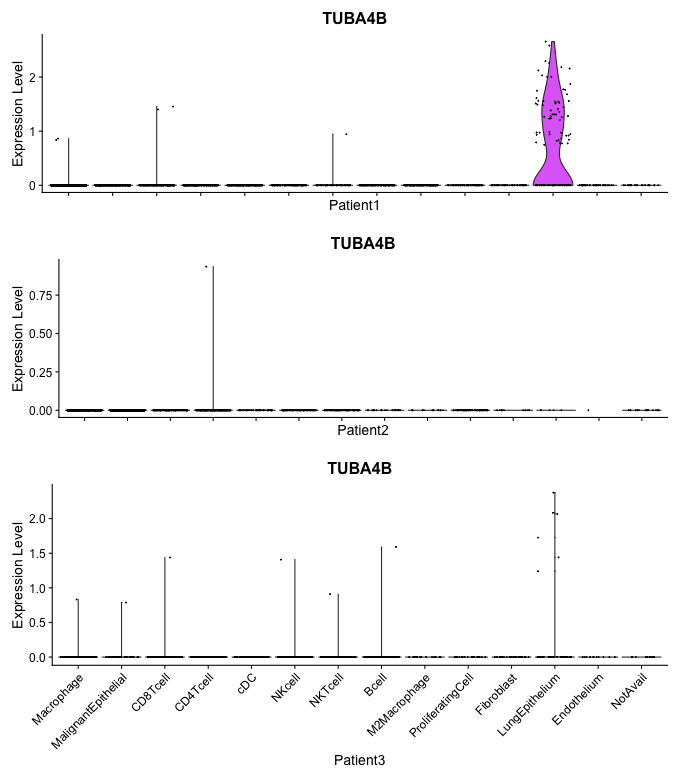 TUBA4B
Expression Level
2
1
0
Patient1
TUBA4B
Expression Level
0.75
0.50
0.25
0.00
Patient2
TUBA4B
Expression Level
2.0
1.5
1.0
0.5
0.0
Macrophage
MalignantEpithelial
CD8Tcell
CD4Tcell
cDC
NKcell
NKTcell
Bcell
M2Macrophage
ProliferatingCell
Fibroblast
LungEpithelium
Endothelium
NotAvail
Patient3